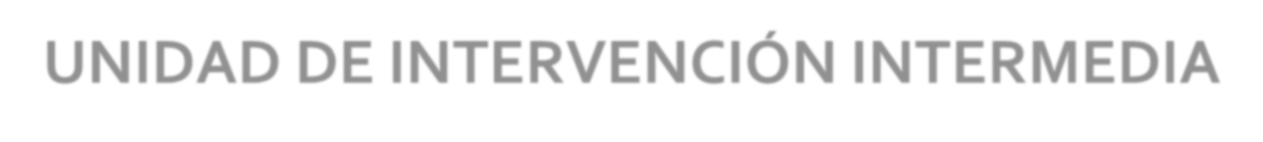 UNIDAD DE INTERVENCIÓN INTERMEDIA